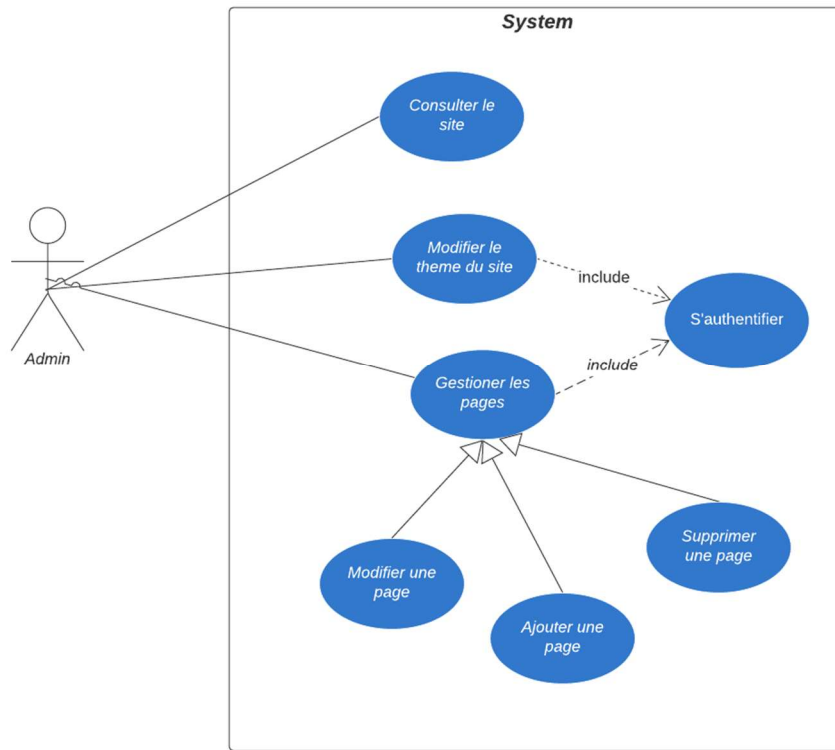 System
Consulter le
site
Modifier le
theme du site
include
S'authentifier
Admin
Gestioner les
pages
include
Supprimer
une page
Modifier une
page
Ajouter une
page